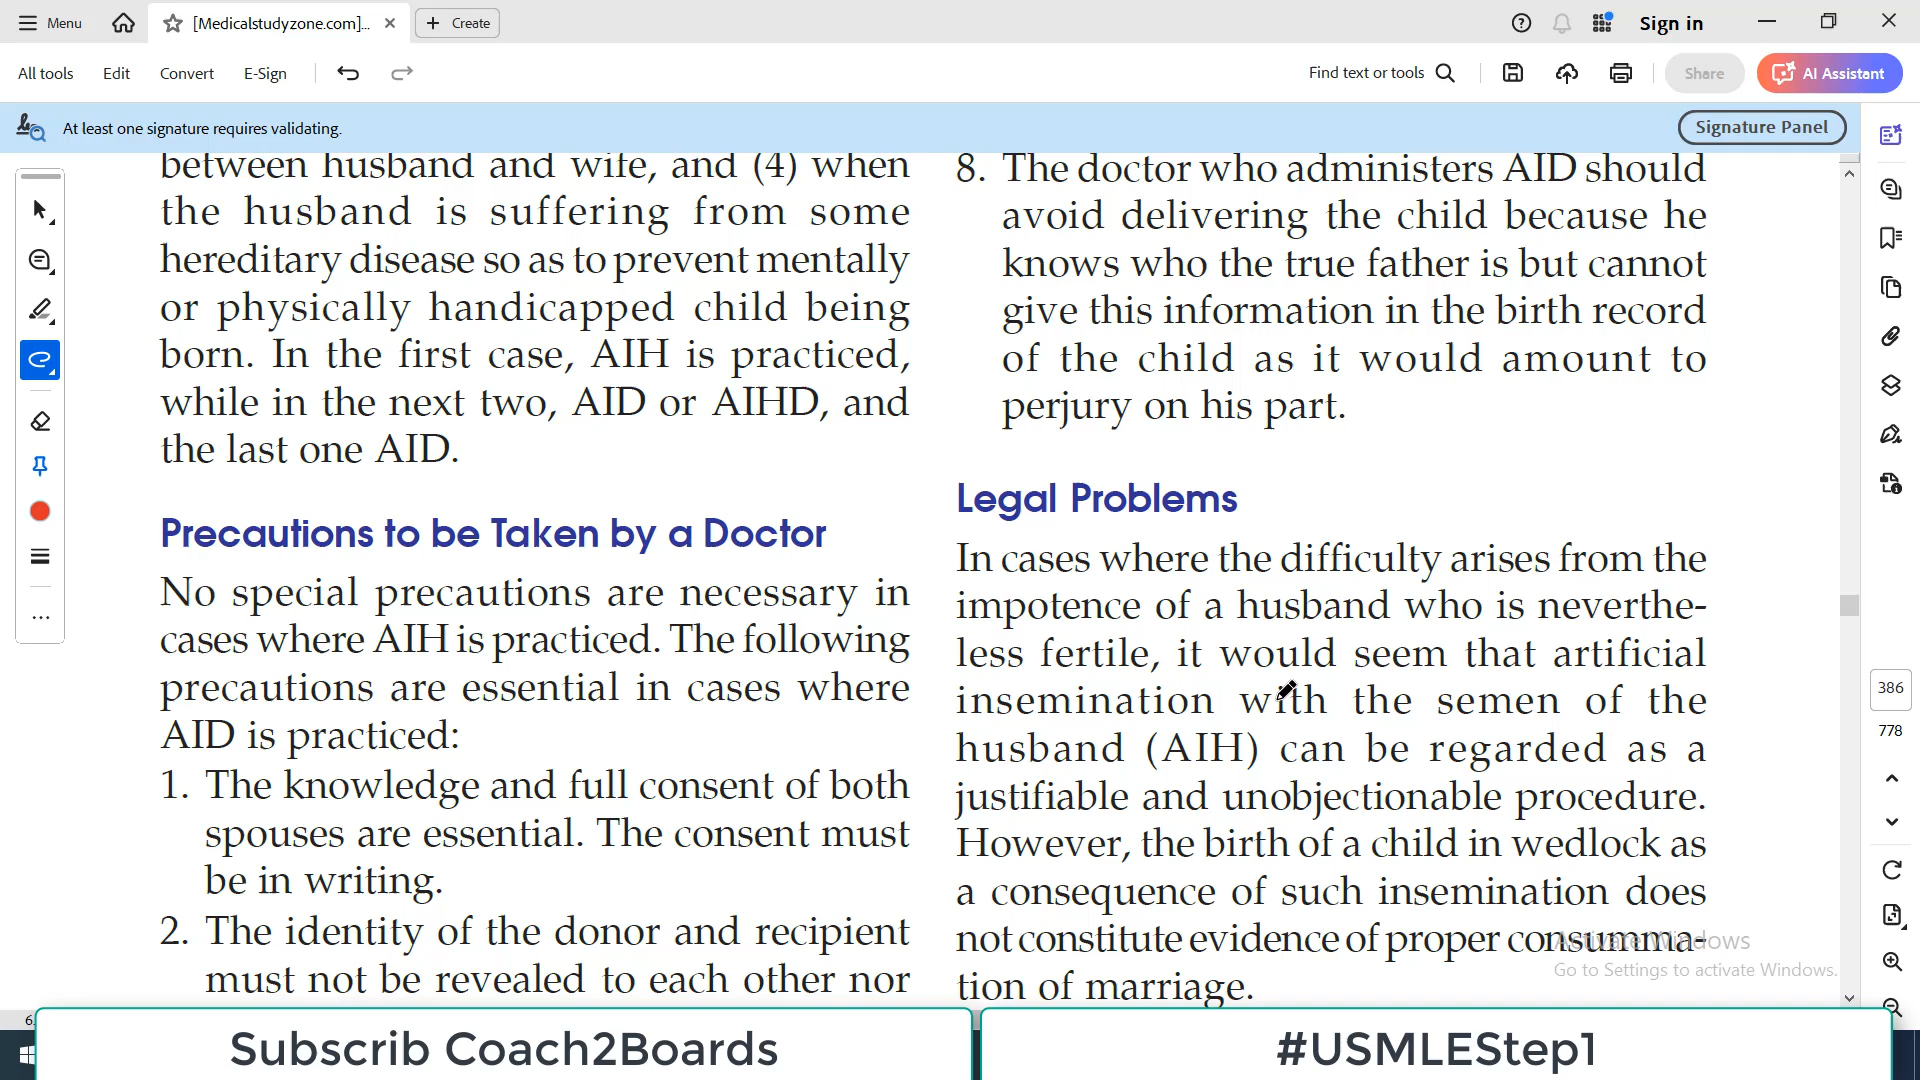 Menu
[Medicalstudyzone.com]...
Create
Sign in
All tools
Edit
Convert
E-Sign
Find text or tools
Share
AI Assistant
At least one signature requires validating.
Signature Panel
between husband and wife, and (4) when
the husband is suffering from some
hereditary disease so as to prevent mentally
or physically handicapped child being
born. In the first case, AIH is practiced,
while in the next two, AID or AIHD, and
the last one AID.
Precautions to be Taken by a Doctor
No special precautions are necessary in
cases where AIH is practiced. The following
precautions are essential in cases where
AID is practiced:
1. The knowledge and full consent of both
spouses are essential. The consent must
be in writing.
2. The identity of the donor and recipient
must not be revealed to each other nor
8. The doctor who administers AID should
avoid delivering the child because he
knows who the true father is but cannot
give this information in the birth record
of the child as it would amount to
perjury on his part.
Legal Problems
In cases where the difficulty arises from the
impotence of a husband who is neverthe-
less fertile, it would seem that artificial
insemination with the semen of the
husband (AIH) can be regarded as a
justifiable and unobjectionable procedure.
However, the birth of a child in wedlock as
a consequence of such insemination does
not constitute evidence of proper consumma-
tion of marriage.
386
778
Activate Windows
Go to Settings to activate Windows.
Subscrib Coach2Boards
#USMLEStep1